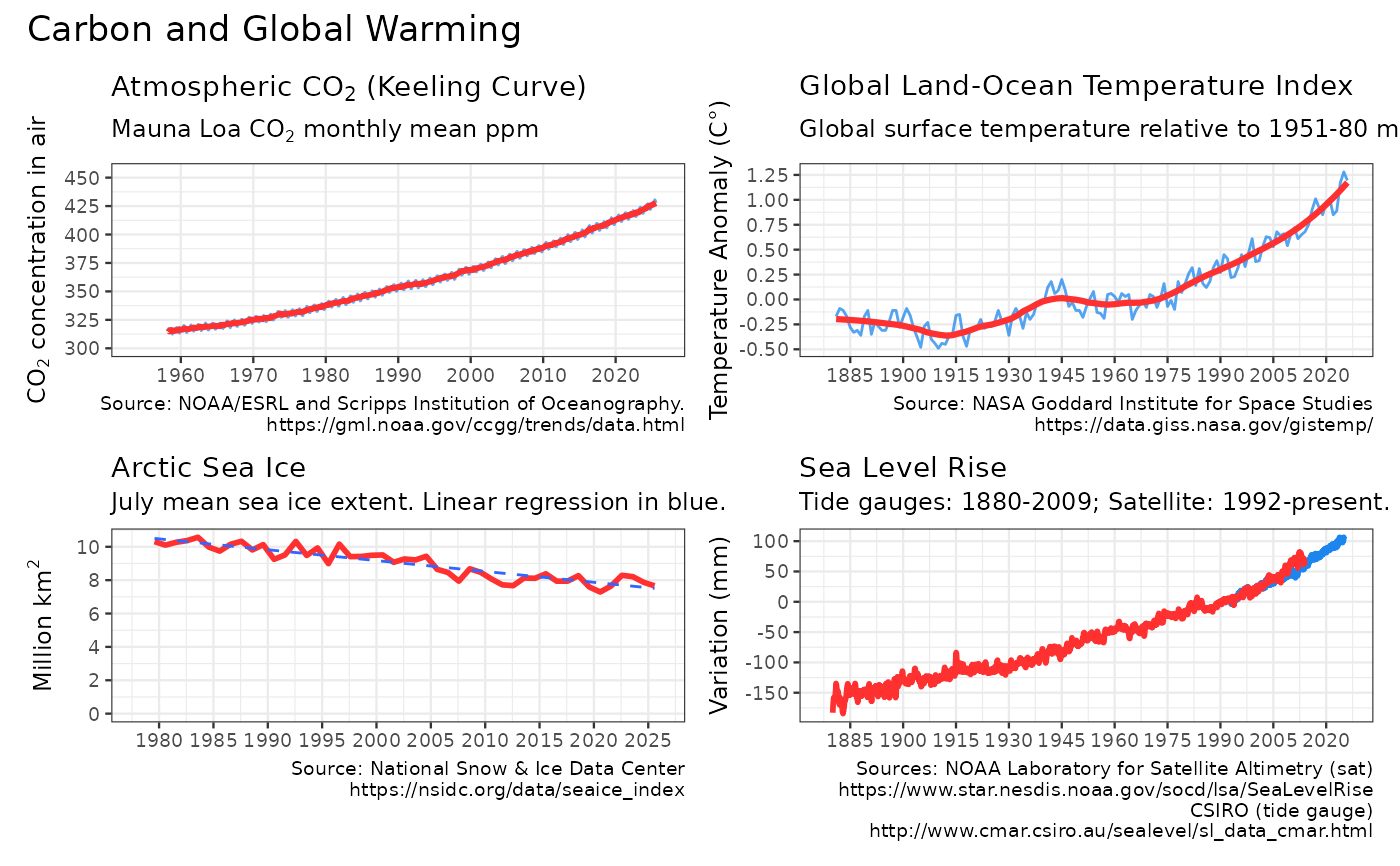 Carbon and Global Warming
Atmospheric CO₂ (Keeling Curve)
Mauna Loa CO₂ monthly mean ppm
CO₂ concentration in air
450
425
400
375
350
325
300
1960 1970 1980 1990 2000 2010 2020
Source: NOAA/ESRL and Scripps Institution of Oceanography.
https://gml.noaa.gov/ccgg/trends/data.html
Global Land-Ocean Temperature Index
Global surface temperature relative to 1951-80 m
Temperature Anomaly (C°)
1.25
1.00
0.75
0.50
0.25
0.00
-0.25
-0.50
1885 1900 1915 1930 1945 1960 1975 1990 2005 2020
Source: NASA Goddard Institute for Space Studies
https://data.giss.nasa.gov/gistemp/
Arctic Sea Ice
July mean sea ice extent. Linear regression in blue.
Million km²
10
8
6
4
2
0
1980 1985 1990 1995 2000 2005 2010 2015 2020 2025
Source: National Snow & Ice Data Center
https://nsidc.org/data/seaice_index
Sea Level Rise
Tide gauges: 1880-2009; Satellite: 1992-present.
Variation (mm)
100
50
0
-50
-100
-150
1885 1900 1915 1930 1945 1960 1975 1990 2005 2020
Sources: NOAA Laboratory for Satellite Altimetry (sat)
https://www.star.nesdis.noaa.gov/socd/lsa/SeaLevelRise
CSIRO (tide gauge)
http://www.cmar.csiro.au/sealevel/sl_data_cmar.html